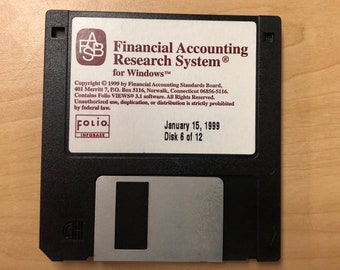 FASB
Financial Accounting
Research System®
for Windows™
Copyright © 1999 by Financial Accounting Standards Board,
401 Merritt 7, P.O. Box 5116, Norwalk, Connecticut 06856-5116.
Contains Folio VIEWS® 3.1 software. All Rights Reserved.
Unauthorized use, duplication, or distribution is strictly prohibited
by federal law.
FOLIO
INFOBASE
January 15, 1999
Disk 6 of 12